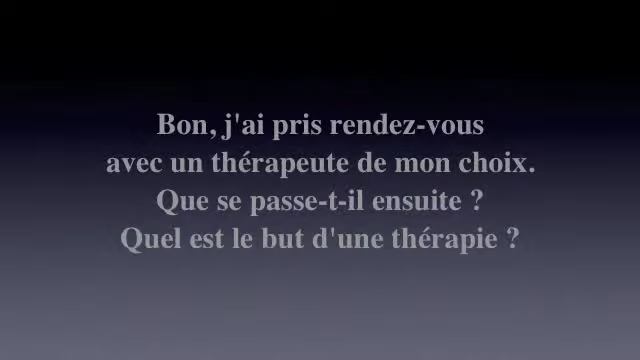 Bon, j'ai pris rendez-vous
avec un thérapeute de mon choix.
Que se passe-t-il ensuite ?
Quel est le but d'une thérapie ?